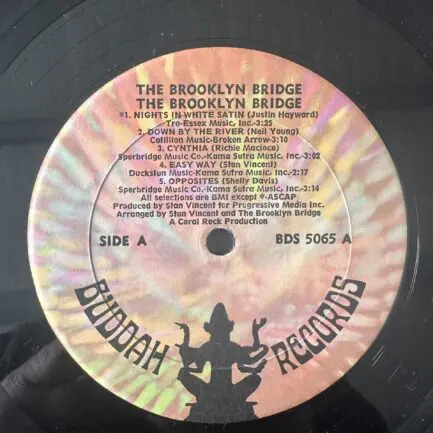 THE BROOKLYN BRIDGE
THE BROOKLYN BRIDGE
*1. NIGHTS IN WHITE SATIN (Justin Hayward)
Tro-Essex Music, Inc.-3:25
2. DOWN BY THE RIVER (Neil Young)
Cotillion Music-Broken Arrow-3:10
3. CYNTHIA (Richie Macioce)
Sperbridge Music Co.-Kama Sutra Music, Inc.-3:02
4. EASY WAY (Stan Vincent)
Duckstun Music-Kama Sutra Music, Inc.-2:17
5. OPPOSITES (Shelly Davis)
Sperbridge Music Co.-Kama Sutra Music, Inc.-3:14
All selections are BMI except *-ASCAP
Produced by Stan Vincent for Progressive Media Inc.
Arranged by Stan Vincent and The Brooklyn Bridge
A Coral Rock Production
SIDE A
BDS 5065 A
BUDDAH RECORDS